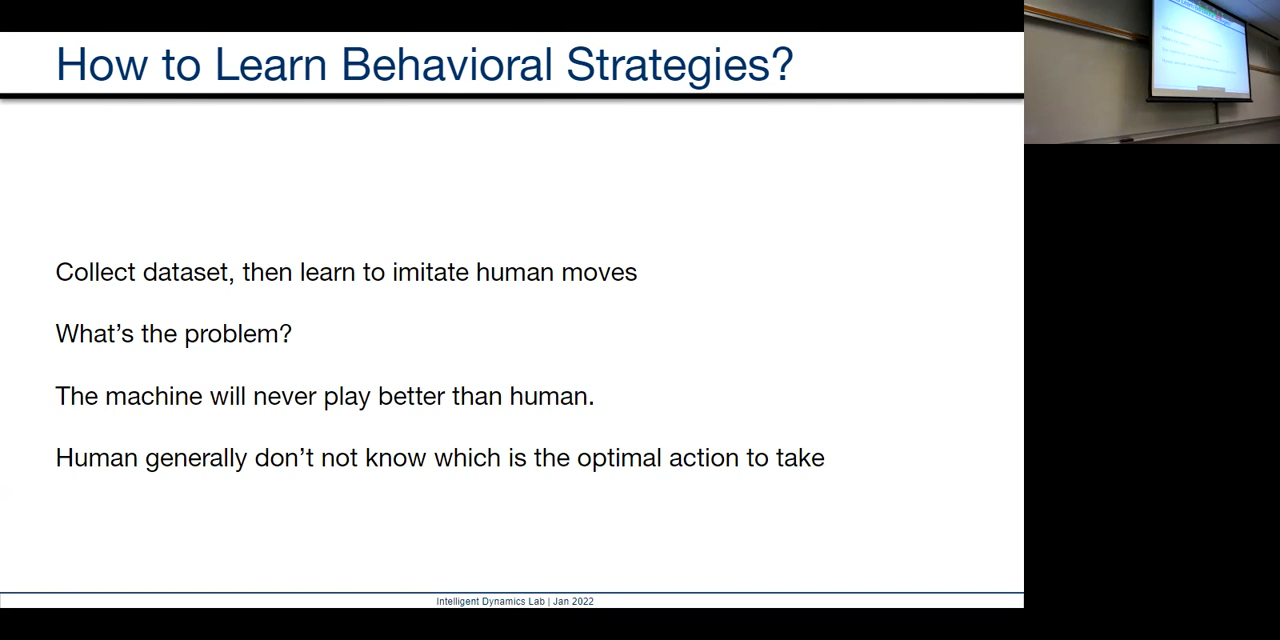 How to Learn Behavioral Strategies?
Collect dataset, then learn to imitate human moves
What’s the problem?
The machine will never play better than human.
Human generally don’t not know which is the optimal action to take
Intelligent Dynamics Lab | Jan 2022